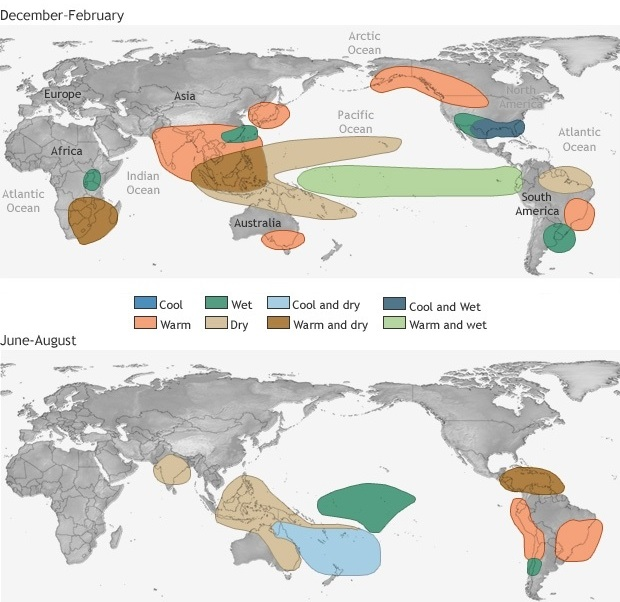 December-February
Arctic
Ocean
Europe
Asia
North
America
Pacific
Ocean
Atlantic
Ocean
Africa
Indian
Ocean
Atlantic
Ocean
South
America
Australia
Cool
Wet
Cool and dry
Cool and Wet
Warm
Dry
Warm and dry
Warm and wet
June-August